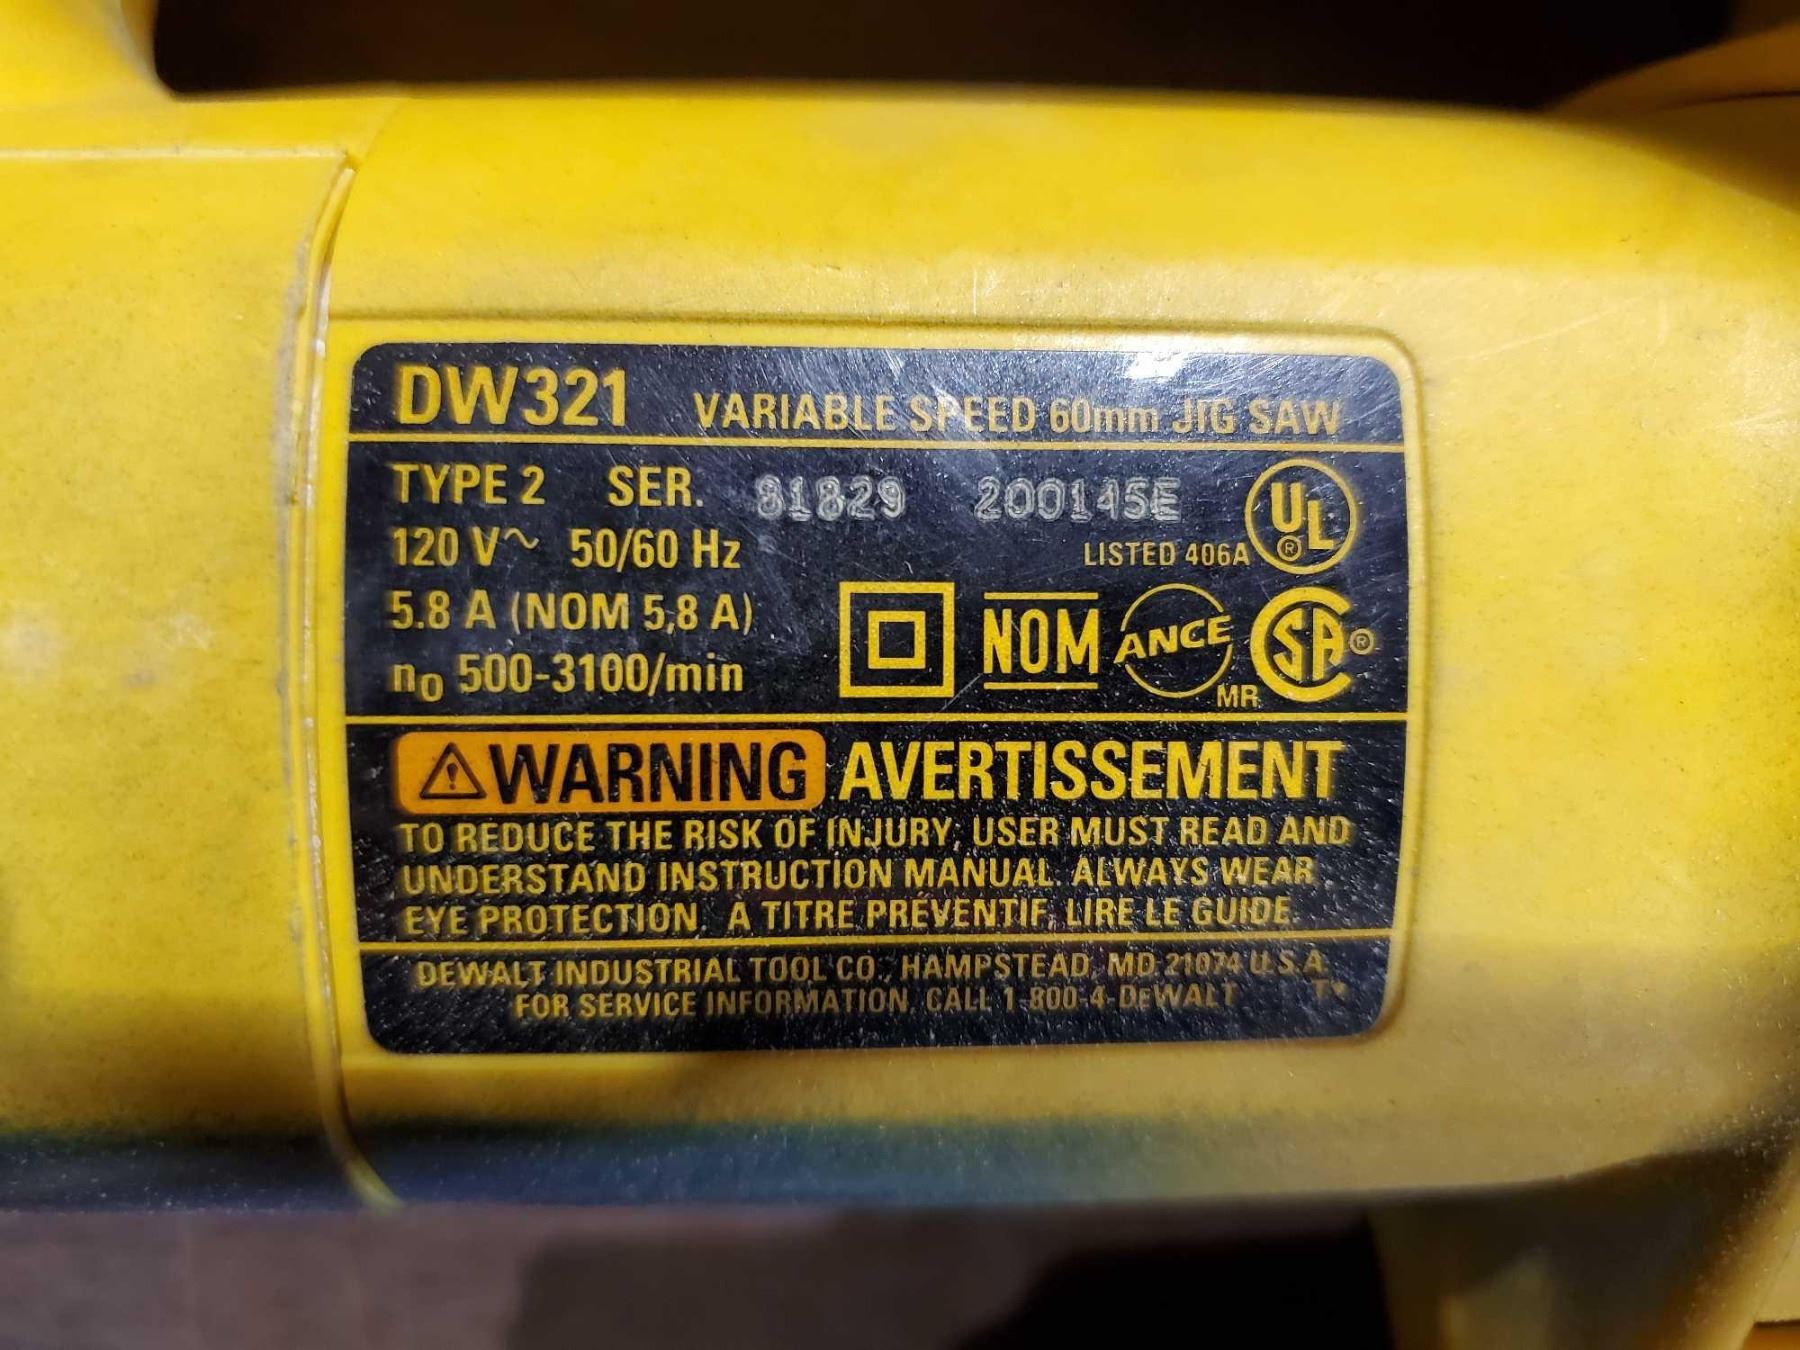 DW321 VARIABLE SPEED 60mm JIG SAW
TYPE 2 SER. 81829 200145E
UL ®
120 V~ 50/60 Hz LISTED 406A
5.8 A (NOM 5,8 A)
NOM ANCE MR CSA ®
n₀ 500-3100/min
⚠WARNING AVERTISSEMENT
TO REDUCE THE RISK OF INJURY, USER MUST READ AND
UNDERSTAND INSTRUCTION MANUAL. ALWAYS WEAR
EYE PROTECTION. A TITRE PRÉVENTIF, LIRE LE GUIDE.
DEWALT INDUSTRIAL TOOL CO., HAMPSTEAD, MD 21074 U.S.A.
FOR SERVICE INFORMATION, CALL 1-800-4-DEWALT